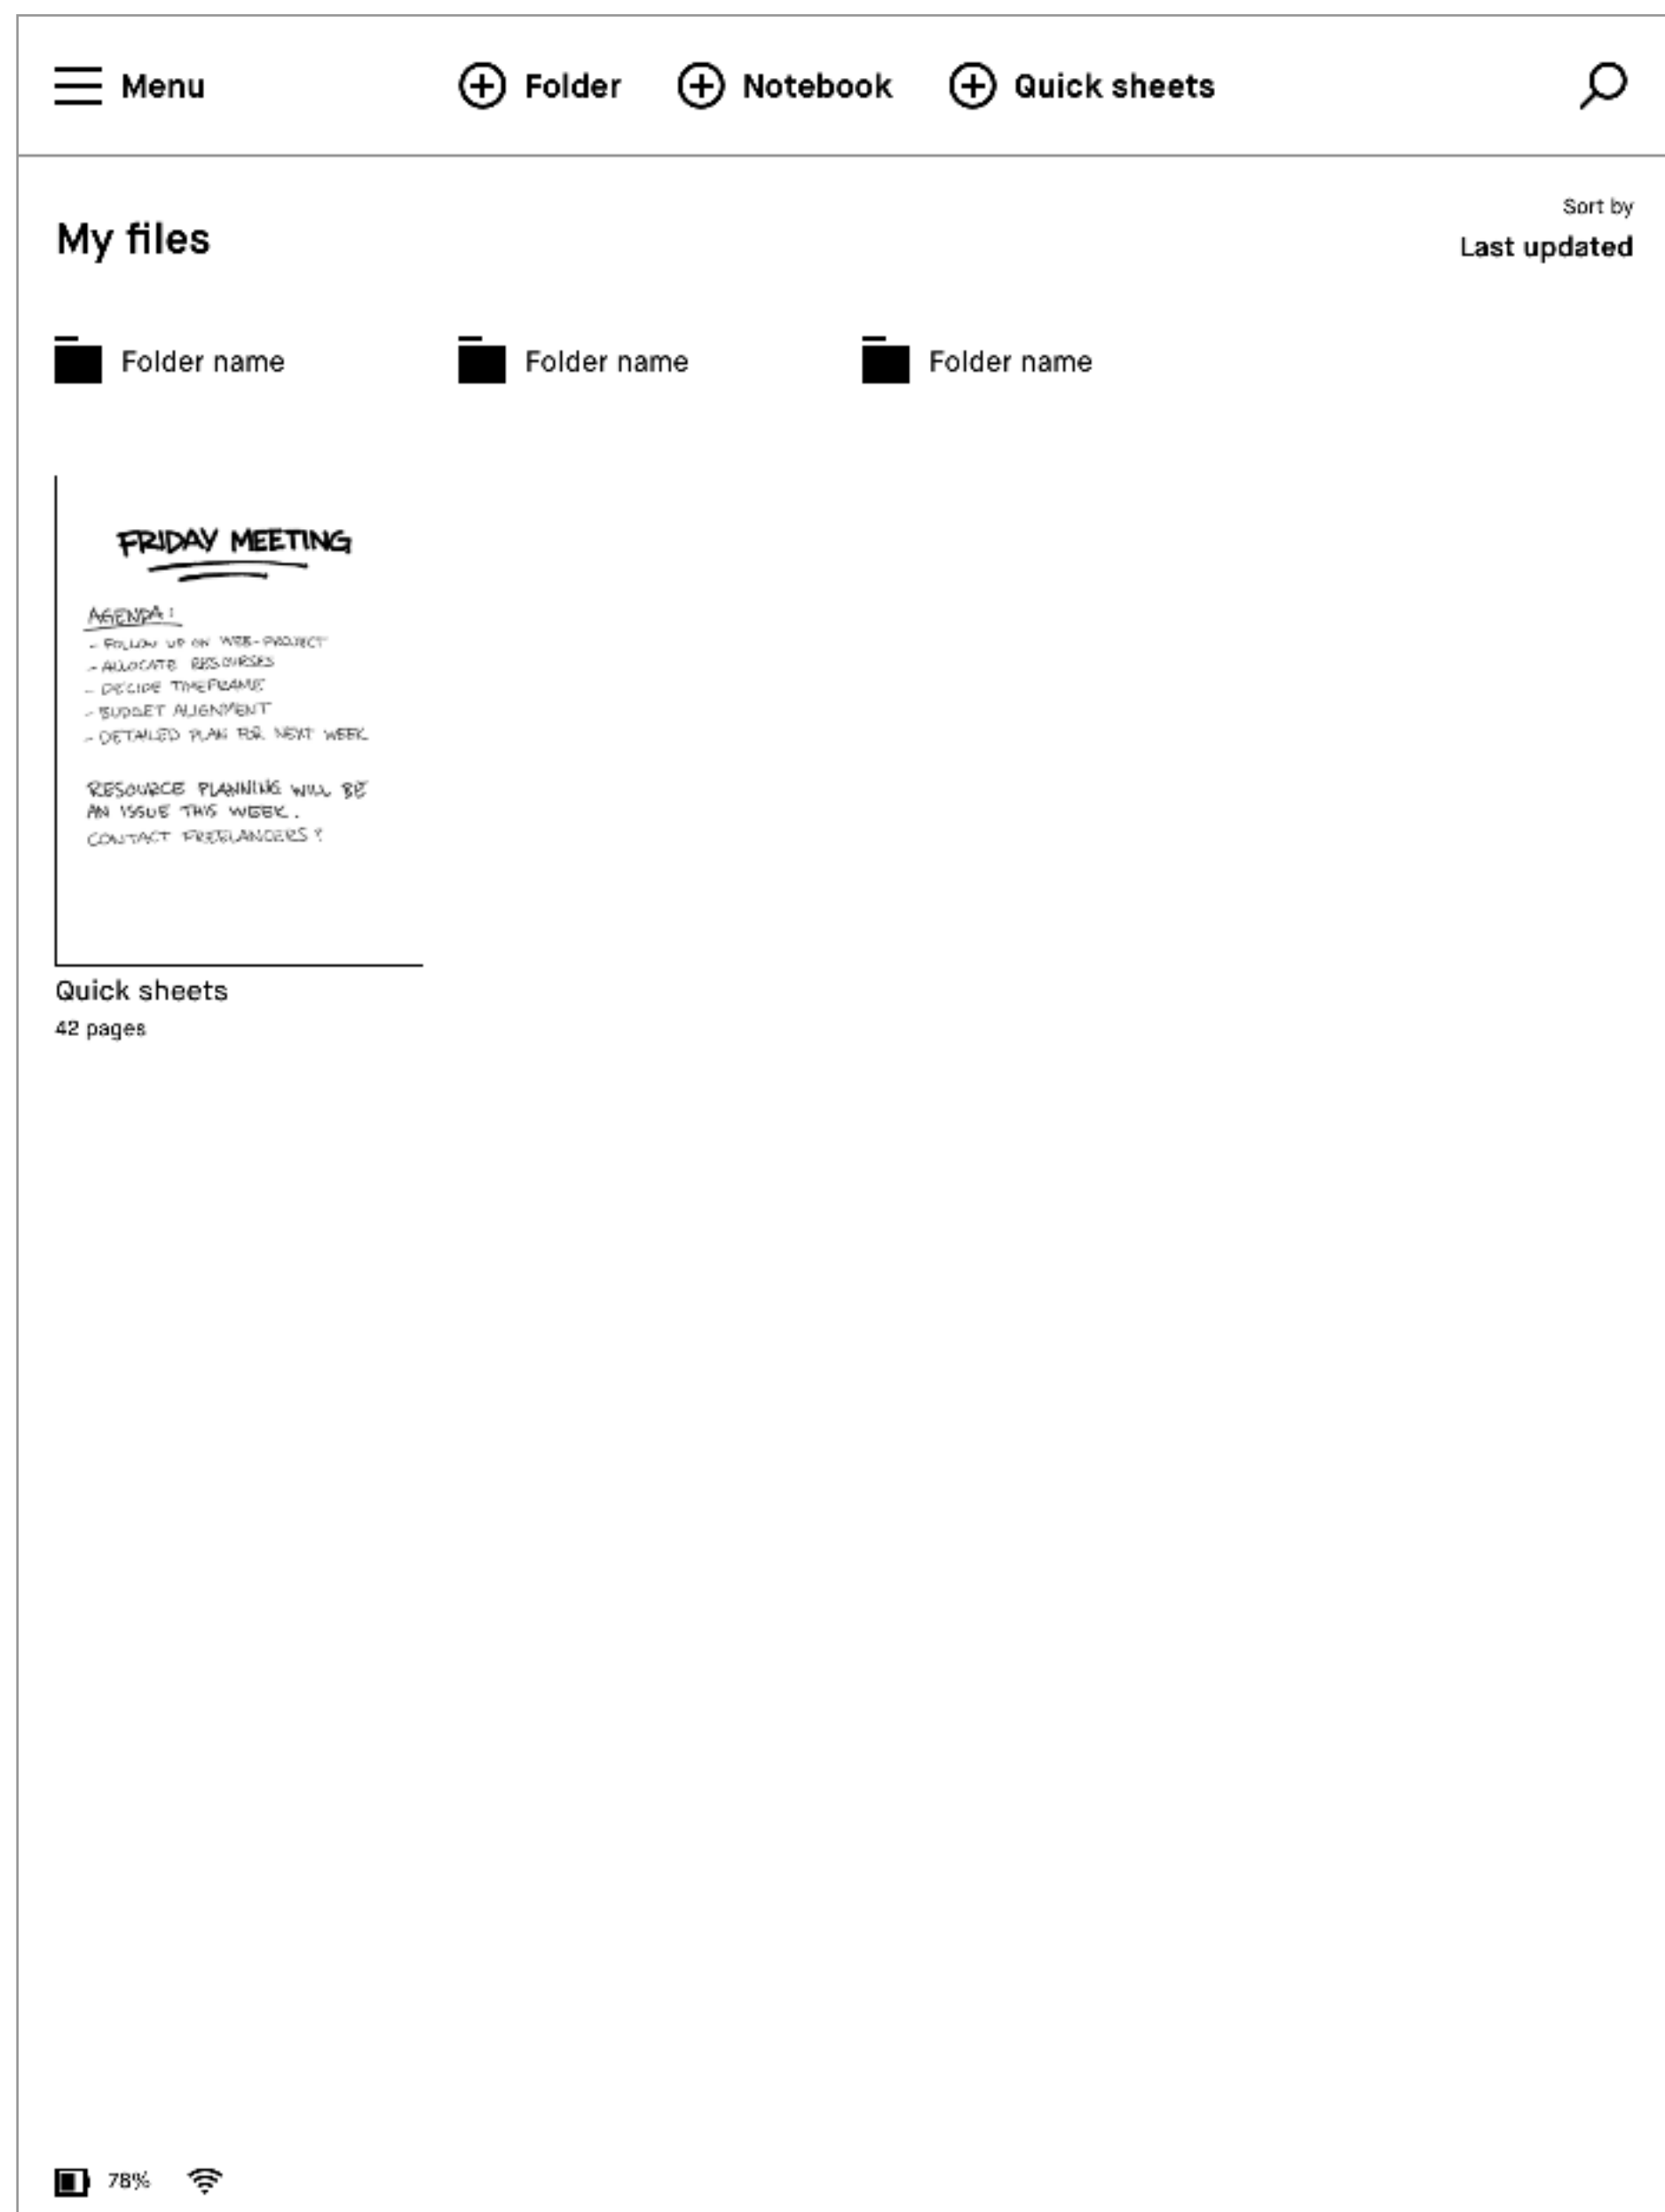 Menu
Folder
Notebook
Quick sheets
My files
Sort by
Last updated
Folder name
Folder name
Folder name
FRIDAY MEETING
AGENDA:
- FOLLOW UP ON WEB-PROJECT
- ALLOCATE RESOURSES
- DECIDE TIMEFRAME
- BUDGET ALIGNMENT
- DETAILED PLAN FOR NEXT WEEK
RESOURCE PLANNING WILL BE
AN ISSUE THIS WEEK.
CONTACT FREELANCERS?
Quick sheets
42 pages
78%